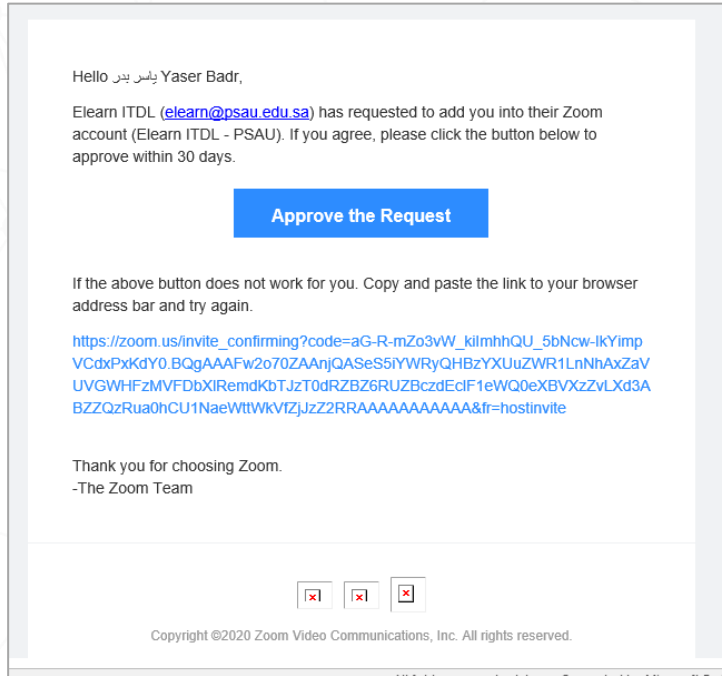 Hello ياسر بدر Yaser Badr,
Elearn ITDL (elearn@psau.edu.sa) has requested to add you into their Zoom
account (Elearn ITDL - PSAU). If you agree, please click the button below to
approve within 30 days.
Approve the Request
If the above button does not work for you. Copy and paste the link to your browser
address bar and try again.
https://zoom.us/invite_confirming?code=aG-R-mZo3vW_kiImhhQU_5bNcw-IkYimp
VCdxPxKdY0.BQgAAAFw2o70ZAAnjQASeS5iYWRyQHBzYXUuZWR1LnNhAxZaV
UVGWHFzMVFDbXlRemdKbTJzT0dRZBZ6RUZBczdEclF1eWQ0eXBVXzZvLXd3A
BZZQzRua0hCU1NaeWttWkVfZjJzZ2RRAAAAAAAAAAA&fr=hostinvite
Thank you for choosing Zoom.
-The Zoom Team
Copyright ©2020 Zoom Video Communications, Inc. All rights reserved.